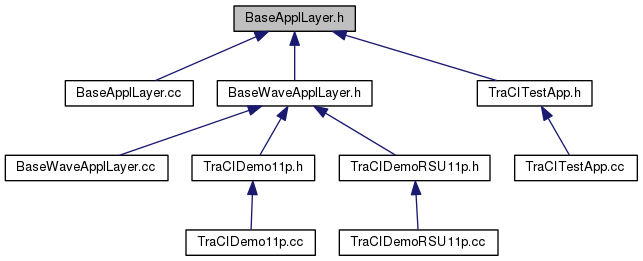 BaseApplLayer.h
BaseApplLayer.cc
BaseWaveApplLayer.h
TraCITestApp.h
BaseWaveApplLayer.cc
TraCIDemo11p.h
TraCIDemoRSU11p.h
TraCITestApp.cc
TraCIDemo11p.cc
TraCIDemoRSU11p.cc